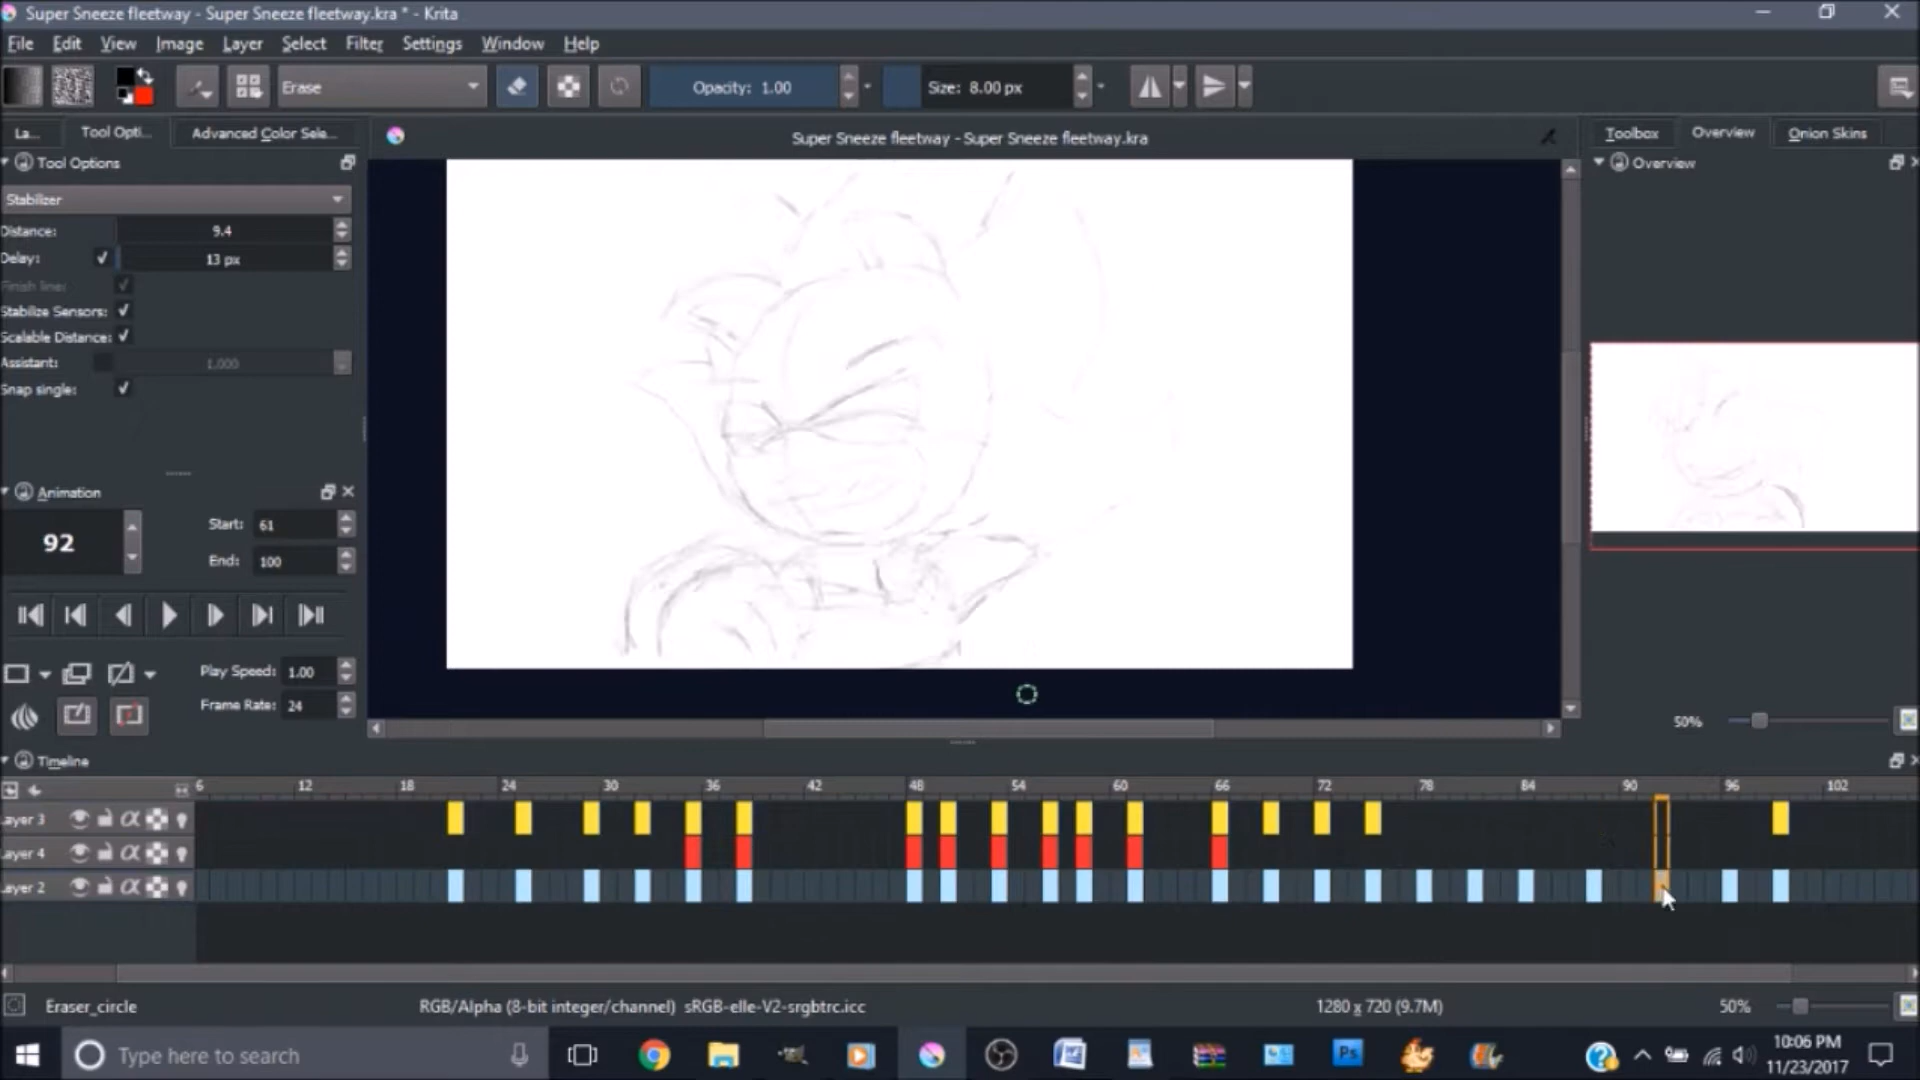 Super Sneeze fleetway - Super Sneeze fleetway.kra * - Krita
File Edit View Image Layer Select Filter Settings Window Help
Erase Opacity: 1.00 Size: 8.00 px
La... Tool Opti... Advanced Color Sele... Super Sneeze fleetway - Super Sneeze fleetway.kra Toolbox Overview Onion Skins
Tool Options Overview
Stabilizer
Distance: 9.4
Delay: 13 px
Finish line:
Stabilize Sensors:
Scalable Distance:
Assistant: 1.000
Snap single:
Animation
92 Start: 61
End: 100
Play Speed: 1.00
Frame Rate: 24
50%
Timeline
6 12 18 24 30 36 42 48 54 60 66 72 78 84 90 96 102
ayer 3
ayer 4
ayer 2
Eraser_circle RGB/Alpha (8-bit integer/channel) sRGB-elle-V2-srgbtrc.icc 1280 x 720 (9.7M) 50%
Type here to search Ps 10:06 PM
11/23/2017